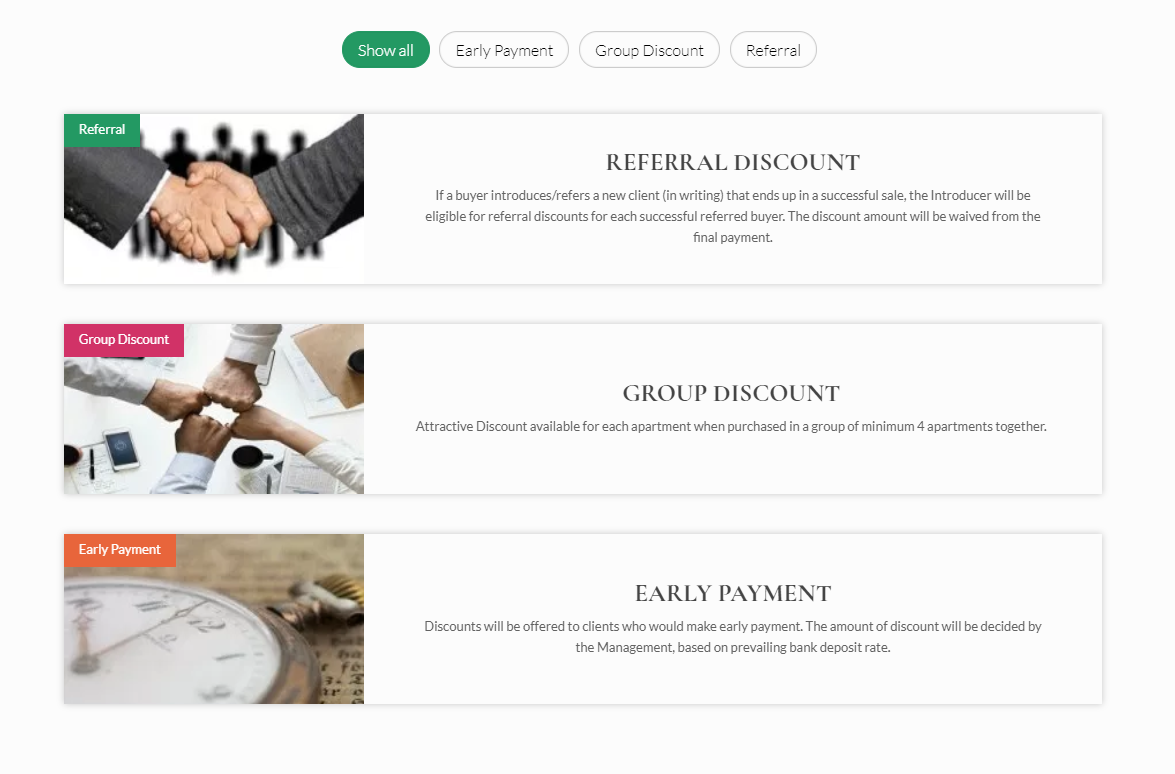 Show all Early Payment Group Discount Referral
Referral
REFERRAL DISCOUNT
If a buyer introduces/refers a new client (in writing) that ends up in a successful sale, the Introducer will be
eligible for referral discounts for each successful referred buyer. The discount amount will be waived from the
final payment.
Group Discount
GROUP DISCOUNT
Attractive Discount available for each apartment when purchased in a group of minimum 4 apartments together.
Early Payment
EARLY PAYMENT
Discounts will be offered to clients who would make early payment. The amount of discount will be decided by
the Management, based on prevailing bank deposit rate.